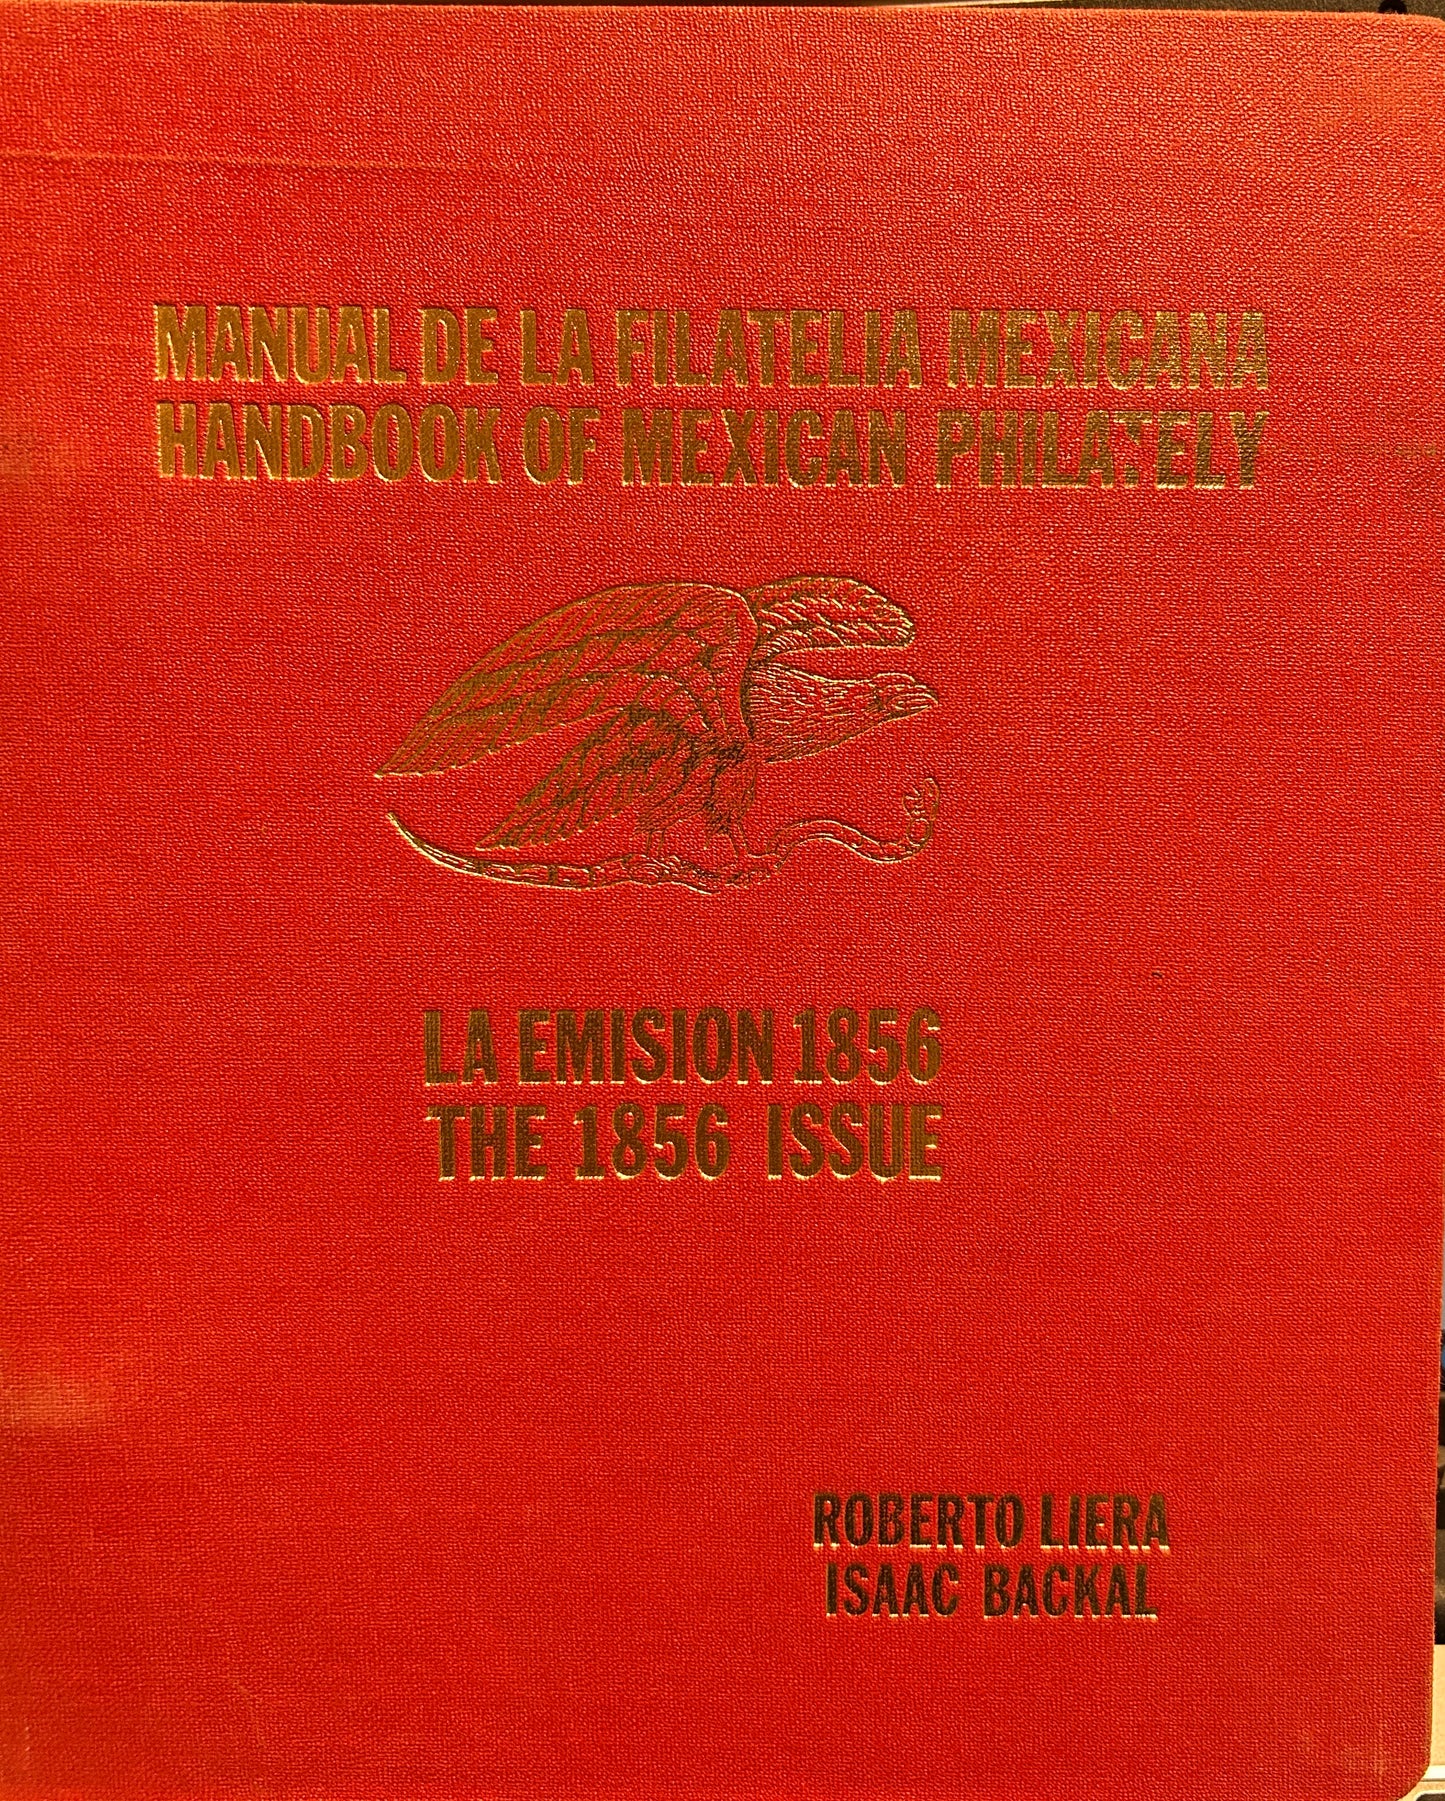 MANUAL DE LA FILATELIA MEXICANA
HANDBOOK OF MEXICAN PHILATELY
LA EMISION 1856
THE 1856 ISSUE
ROBERTO LIERA
ISAAC BACKAL